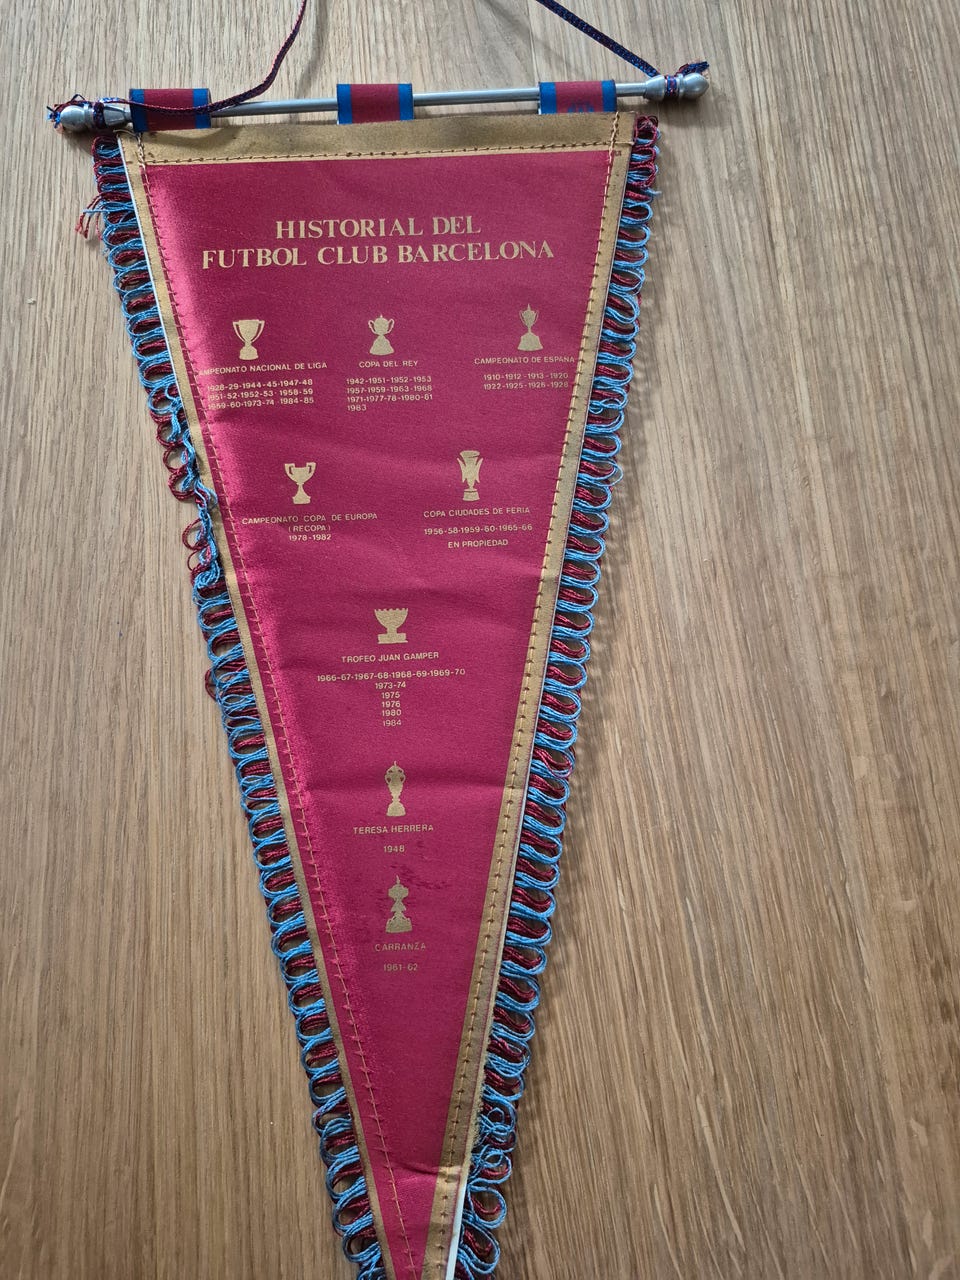 HISTORIAL DEL
FUTBOL CLUB BARCELONA
CAMPEONATO NACIONAL DE LIGA
1928-29-1944-45-1947-48
1951-52-1952-53-1958-59
1959-60-1973-74-1984-85
COPA DEL REY
1942-1951-1952-1953
1957-1959-1963-1968
1971-1977-78-1980-81
1983
CAMPEONATO DE ESPAÑA
1910-1912-1913-1920
1922-1925-1926-1928
CAMPEONATO COPA DE EUROPA
(RECOPA)
1978-1982
COPA CIUDADES DE FERIA
1956-58-1959-60-1965-66
EN PROPIEDAD
TROFEO JUAN GAMPER
1966-67-1967-68-1968-69-1969-70
1973-74
1975
1976
1980
1984
TERESA HERRERA
1948
CARRANZA
1961-62